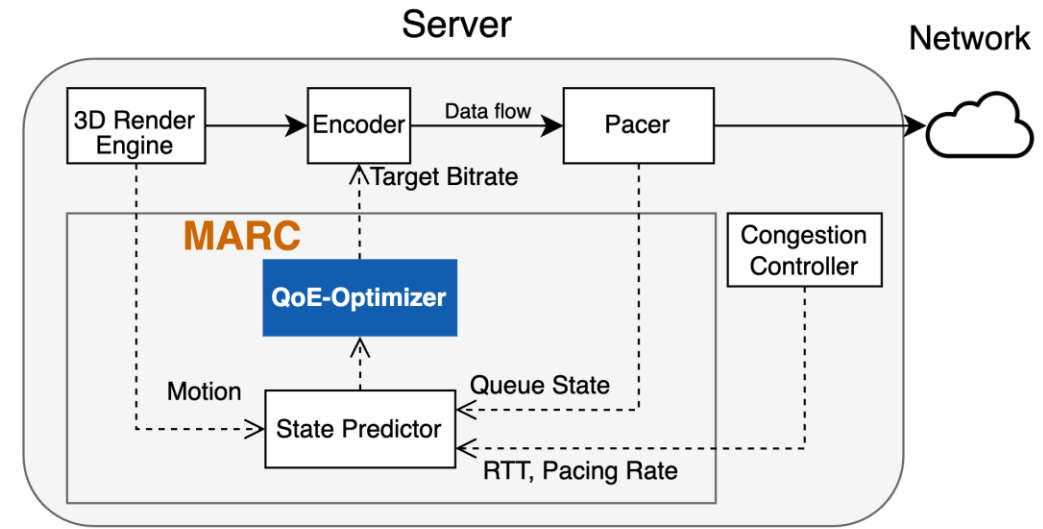 Server
Network
3D Render
Engine
Encoder
Data flow
Pacer
Target Bitrate
MARC
Congestion
Controller
QoE-Optimizer
Motion
Queue State
State Predictor
RTT, Pacing Rate